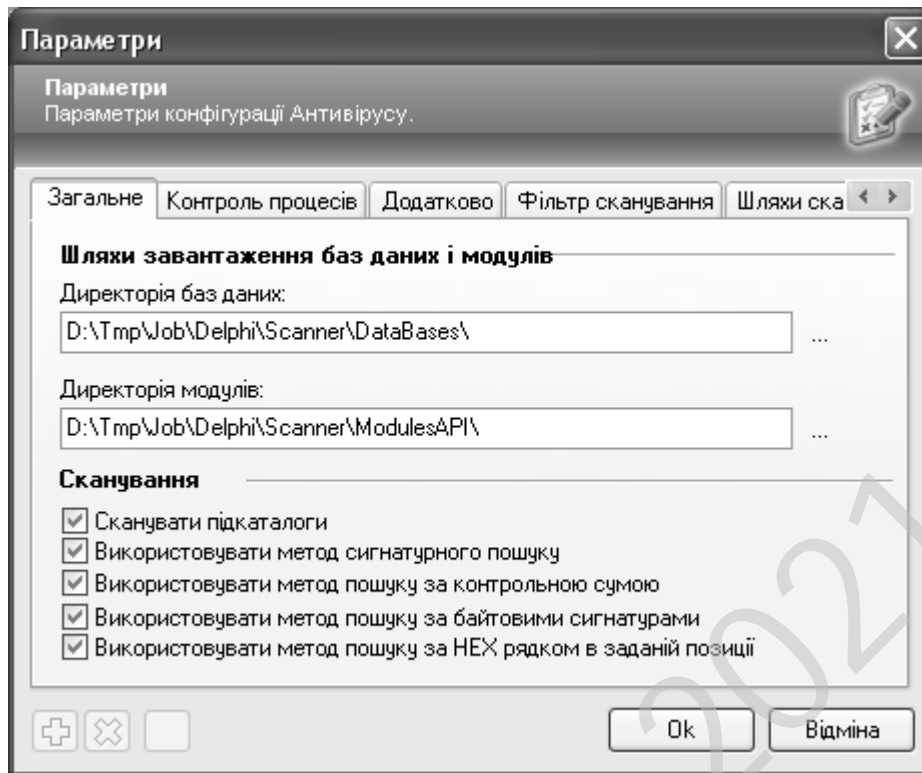 Параметри
Параметри
Параметри конфігурації Антивірусу.
Загальне Контроль процесів Додатково Фільтр сканування Шляхи ска
Шляхи завантаження баз даних і модулів
Директорія баз даних:
D:\Tmp\Job\Delphi\Scanner\DataBases\ ...
Директорія модулів:
D:\Tmp\Job\Delphi\Scanner\ModulesAPI\ ...
Сканування
Сканувати підкаталоги
Використовувати метод сигнатурного пошуку
Використовувати метод пошуку за контрольною сумою
Використовувати метод пошуку за байтовими сигнатурами
Використовувати метод пошуку за HEX рядком в заданій позиції
Ok Відміна
2021